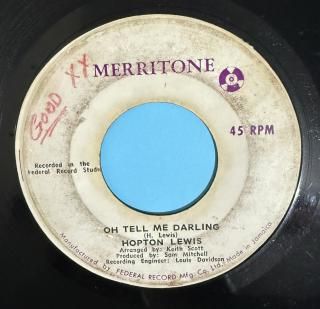 GOOD XX
MERRITONE
45 RPM
Recorded in the
Federal Record Studio
OH TELL ME DARLING
(H. Lewis)
HOPTON LEWIS
Arranged by: Keith Scott
Produced by: Sam Mitchell
Recording Engineer: Louis Davidson
Manufactured by FEDERAL RECORD Mfg. Co. Ltd. Kingston Jamaica